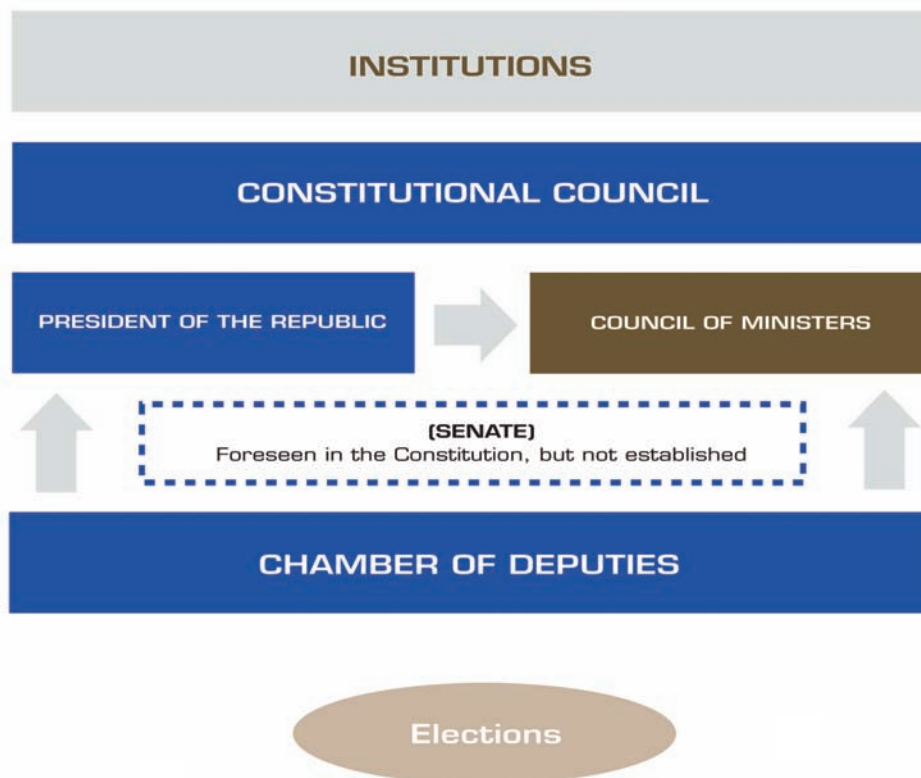 INSTITUTIONS
CONSTITUTIONAL COUNCIL
PRESIDENT OF THE REPUBLIC
COUNCIL OF MINISTERS
(SENATE)
Foreseen in the Constitution, but not established
CHAMBER OF DEPUTIES
Elections